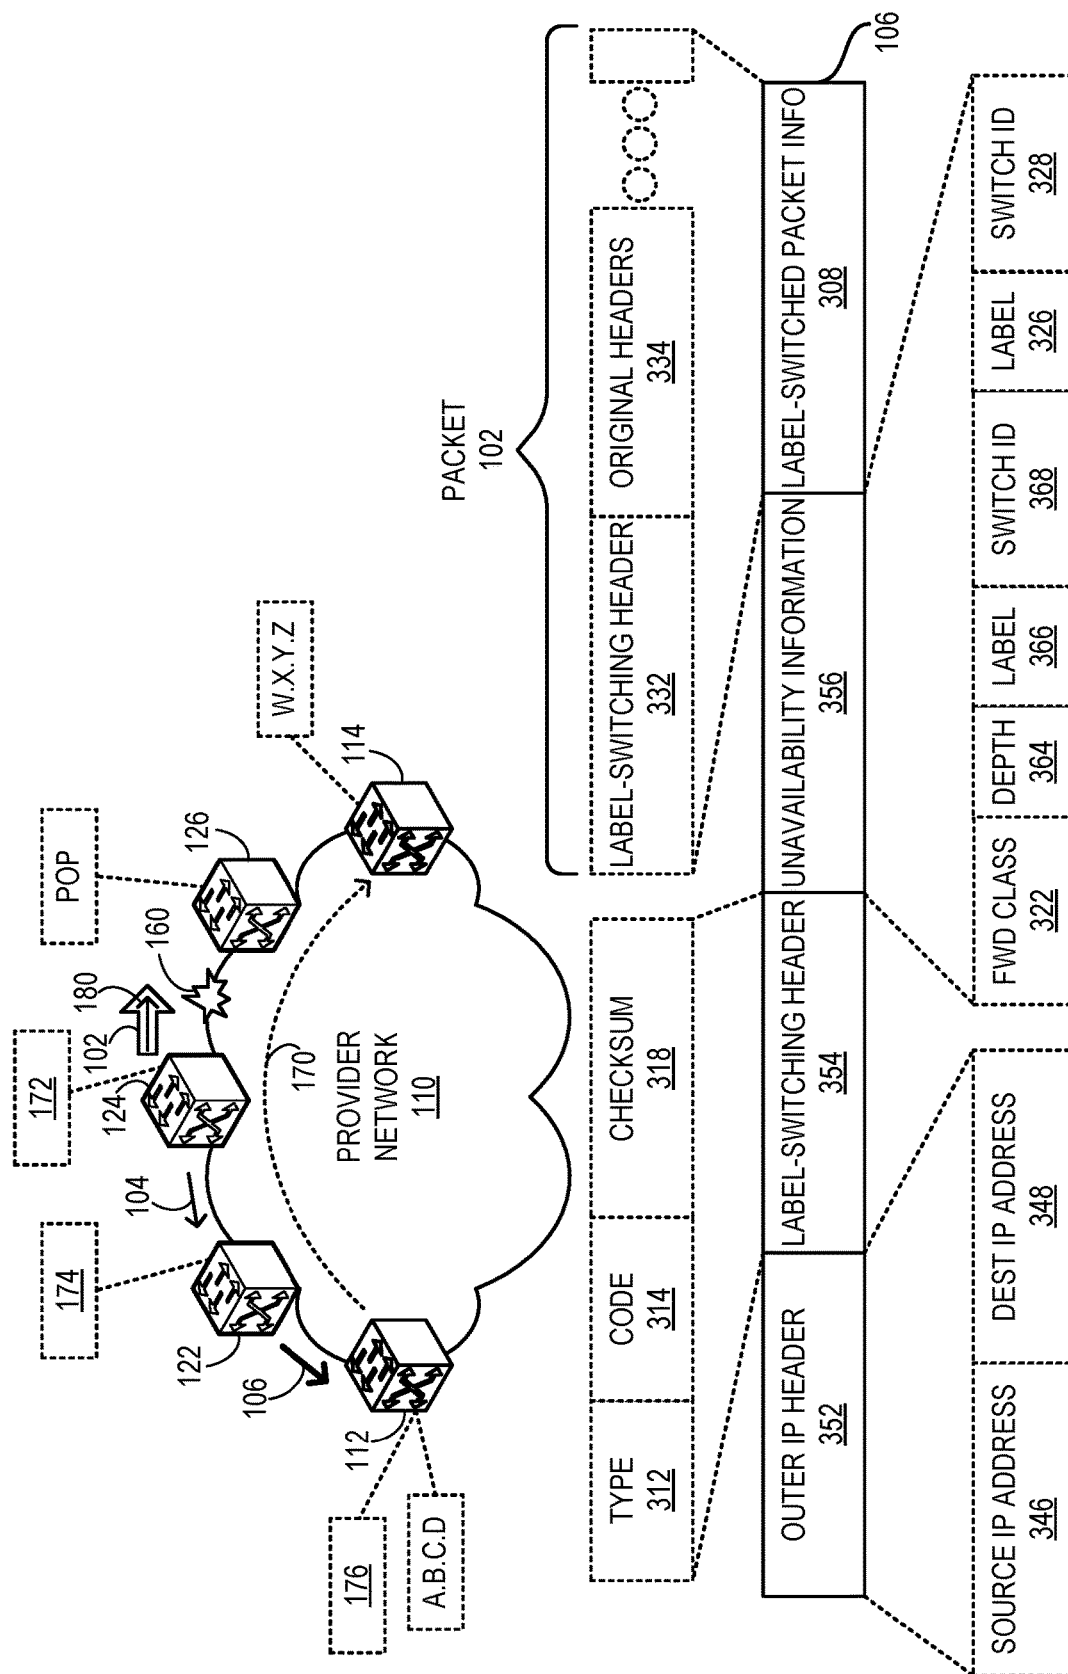 172
POP
174
102
180
124
126
104
160
W.X.Y.Z
122
106
170
114
176
112
PROVIDER
NETWORK
110
A.B.C.D
PACKET
102
TYPE
312
CODE
314
CHECKSUM
318
LABEL-SWITCHING HEADER
332
ORIGINAL HEADERS
334
OUTER IP HEADER
352
LABEL-SWITCHING HEADER
354
UNAVAILABILITY INFORMATION
356
LABEL-SWITCHED PACKET INFO
308
106
SOURCE IP ADDRESS
346
DEST IP ADDRESS
348
FWD CLASS
322
DEPTH
364
LABEL
366
SWITCH ID
368
LABEL
326
SWITCH ID
328